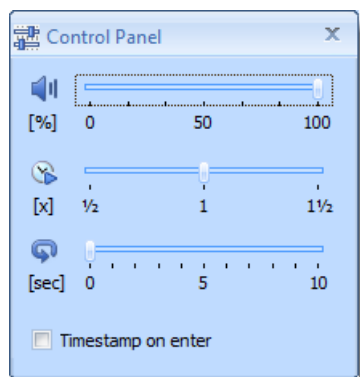 Control Panel
[%] 0 50 100
[x] ½ 1 1½
[sec] 0 5 10
Timestamp on enter